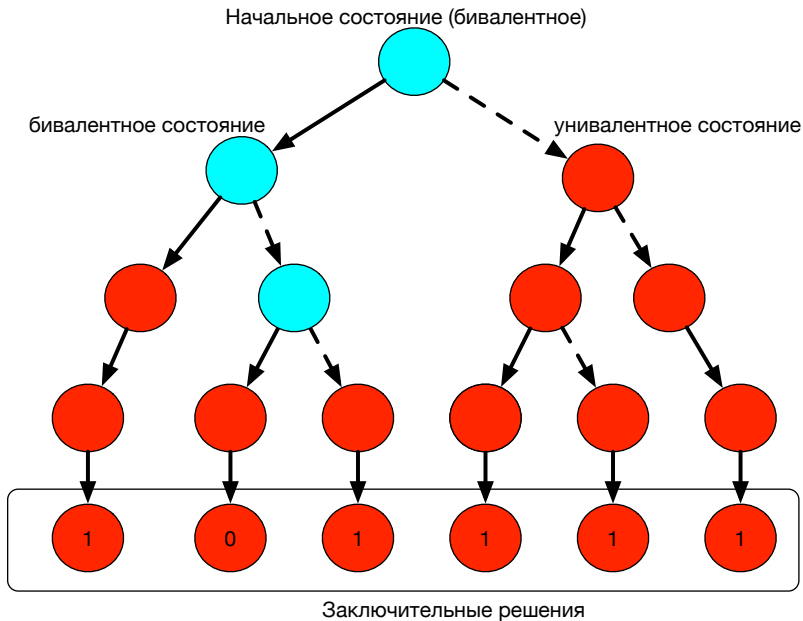 Начальное состояние (бивалентное)
бивалентное состояние
унивалентное состояние
1
0
1
1
1
1
Заключительные решения